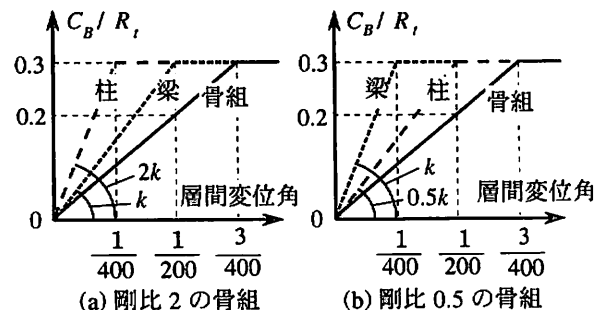 C_B / R_t
0.3
0.2
0
柱
梁
骨組
2k
k
層間変位角
1/400
1/200
3/400
(a) 剛比 2 の骨組
C_B / R_t
0.3
0.2
0
梁
柱
骨組
k
0.5k
層間変位角
1/400
1/200
3/400
(b) 剛比 0.5 の骨組